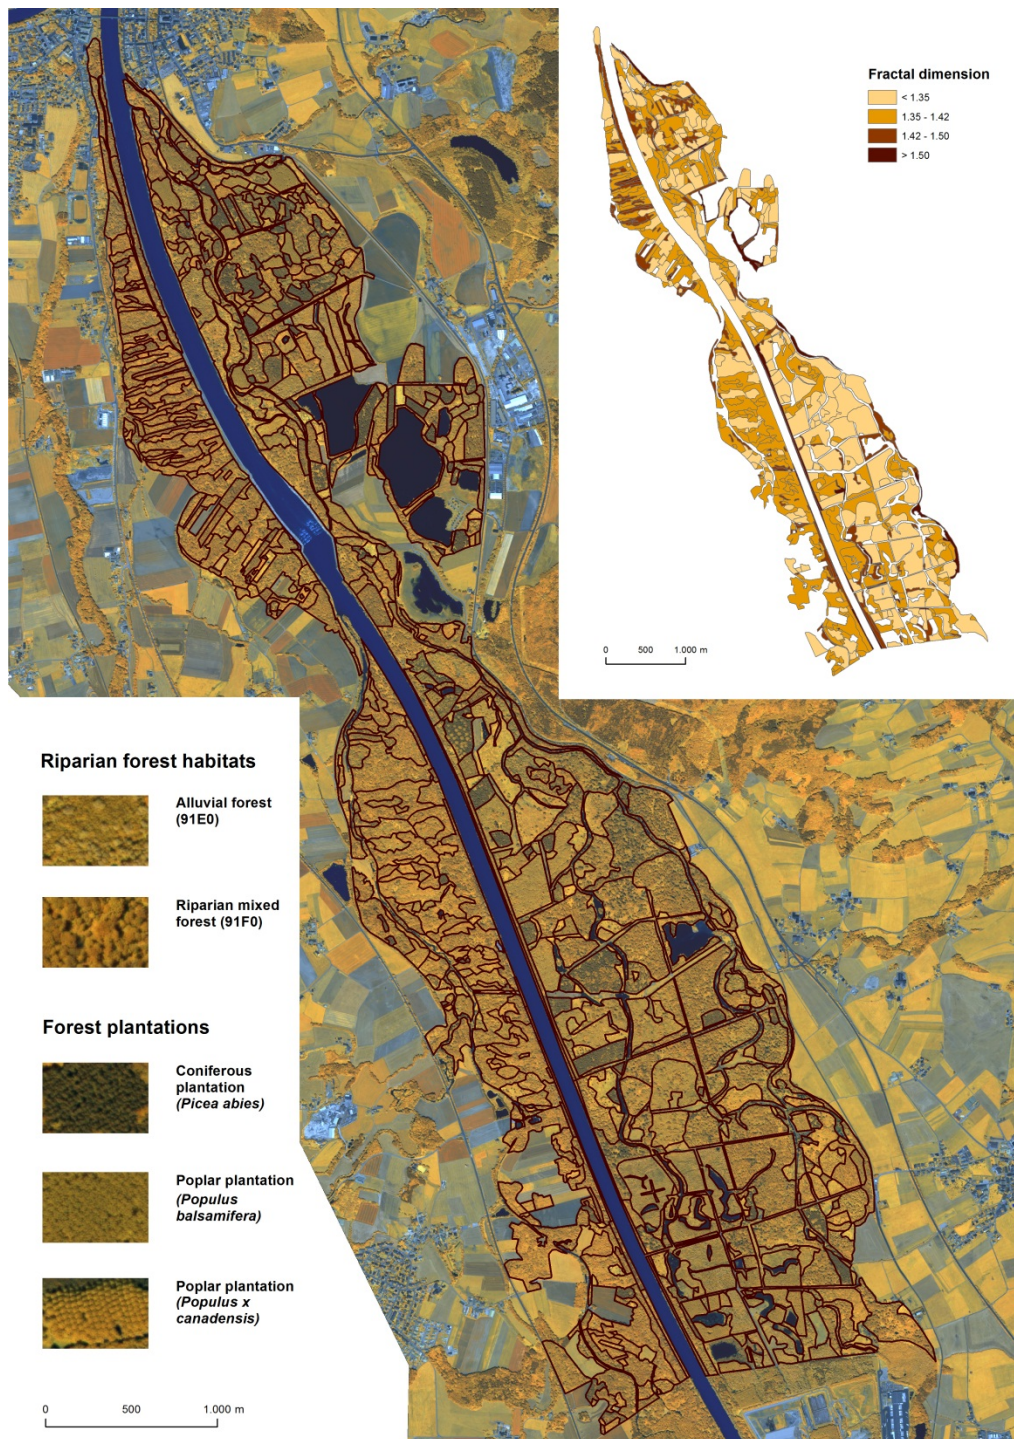 Fractal dimension
< 1.35
1.35 - 1.42
1.42 - 1.50
> 1.50
0 500 1.000 m
Riparian forest habitats
Alluvial forest
(91E0)
Riparian mixed
forest (91F0)
Forest plantations
Coniferous
plantation
(Picea abies)
Poplar plantation
(Populus
balsamifera)
Poplar plantation
(Populus x
canadensis)
0 500 1.000 m